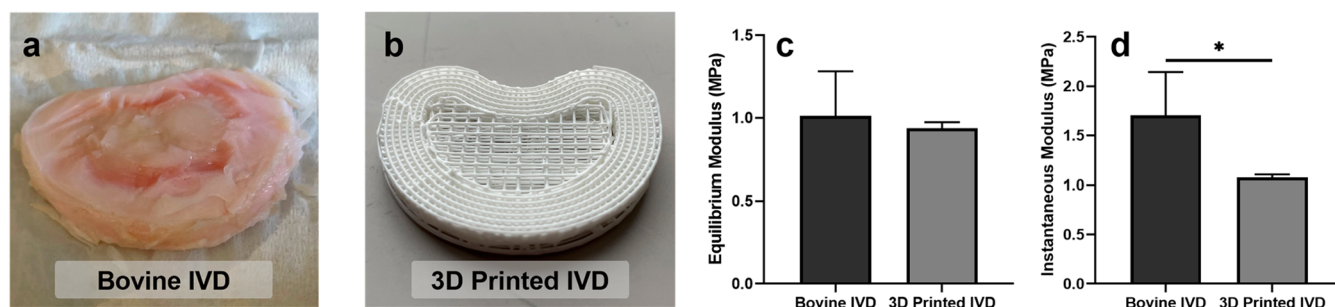 a
Bovine IVD
b
3D Printed IVD
c
Equilibrium Modulus (MPa)
1.5
1.0
0.5
0.0
Bovine IVD 3D Printed IVD
d
*
Instantaneous Modulus (MPa)
2.5
2.0
1.5
1.0
0.5
0.0
Bovine IVD 3D Printed IVD